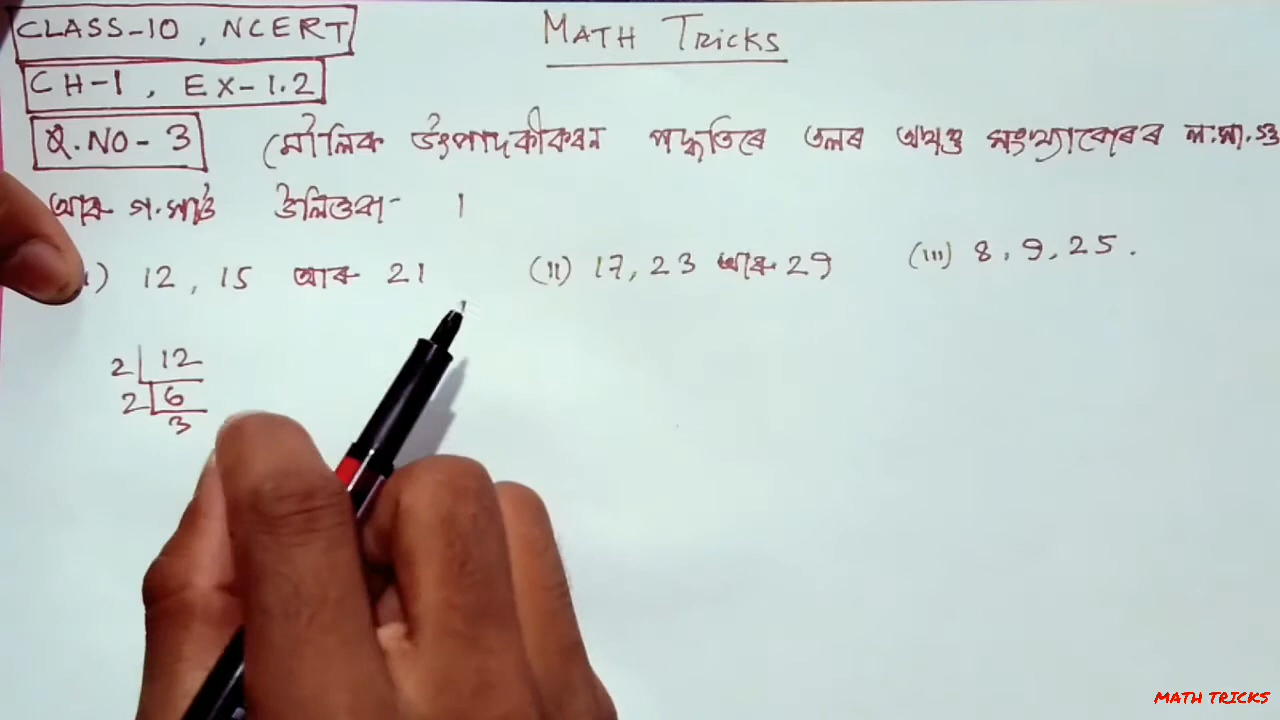 CLASS-10, NCERT
MATH TRICKS
CH-1, EX-1.2
Q.NO-3 মৌলিক উৎপাদকীকৰন পদ্ধতিৰে তলৰ অখণ্ড সংখ্যাবোৰৰ ল.সা.গু
আৰু গ.সা.উ উলিওৱা- ।
i) 12, 15 আৰু 21 (ii) 17, 23 আৰু 29 (iii) 8, 9, 25.
2 12
2 6
3
MATH TRICKS